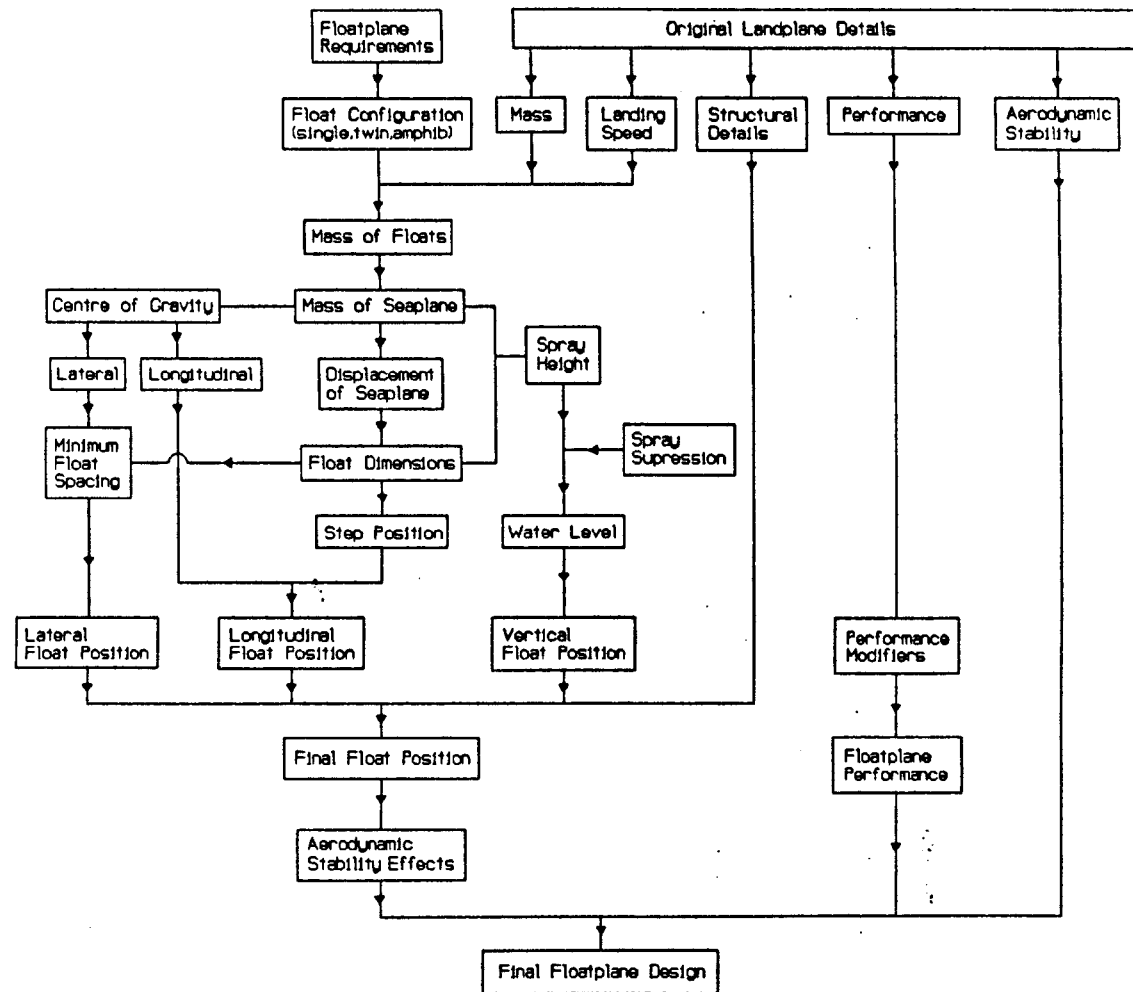 Floatplane
Requirements
Original Landplane Details
Float Configuration
(single,twin,amphib)
Mass
Landing
Speed
Structural
Details
Performance
Aerodynamic
Stability
Mass of Floats
Centre of Gravity
Mass of Seaplane
Spray
Height
Lateral
Longitudinal
Displacement
of Seaplane
Minimum
Float
Spacing
Float Dimensions
Spray
Supression
Step Position
Water Level
Lateral
Float Position
Longitudinal
Float Position
Vertical
Float Position
Performance
Modifiers
Final Float Position
Floatplane
Performance
Aerodynamic
Stability Effects
Final Floatplane Design